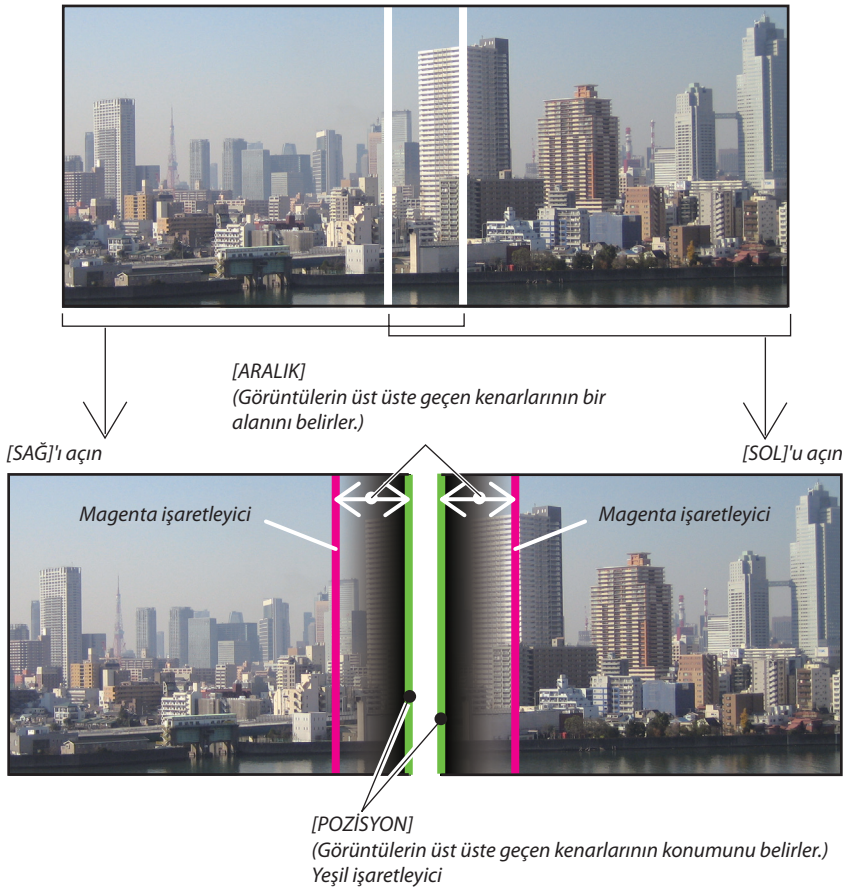 [ARALIK]
(Görüntülerin üst üste geçen kenarlarının bir
alanını belirler.)
[SAĞ]'ı açın
[SOL]'u açın
Magenta işaretleyici
Magenta işaretleyici
[POZİSYON]
(Görüntülerin üst üste geçen kenarlarının konumunu belirler.)
Yeşil işaretleyici